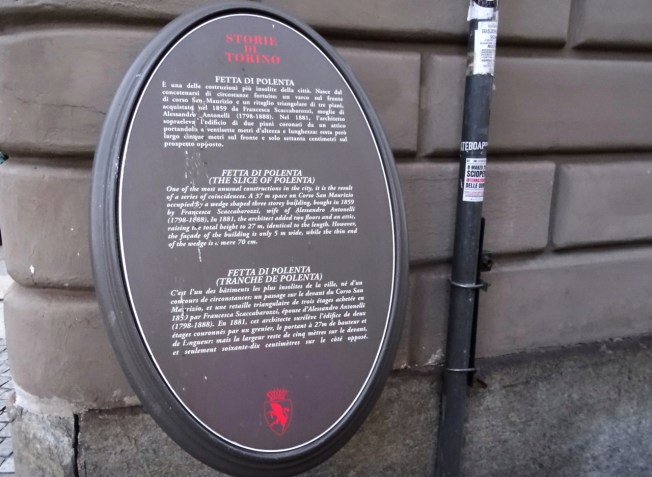 STORIE
DI
TORINO
FETTA DI POLENTA
È una delle costruzioni più insolite della città. Nasce dal
concatenarsi di circostanze fortuite: un varco sul fronte
di corso San Maurizio e un ritaglio triangolare di tre piani,
acquistato nel 1859 da Francesca Scaccabarozzi, moglie di
Alessandro Antonelli (1798-1888). Nel 1881, l'architetto
sopraeleva l'edificio di due piani coronati da un attico
portandolo a ventisette metri d'altezza e lunghezza: resta però
largo cinque metri sul fronte e solo settanta centimetri sul
prospetto opposto.
FETTA DI POLENTA
(THE SLICE OF POLENTA)
One of the most unusual constructions in the city, it is the result
of a series of coincidences. A 37 m space on Corso San Maurizio
occupied by a wedge shaped three storey building, bought in 1859
by Francesca Scaccabarozzi, wife of Alessandro Antonelli
(1798-1888). In 1881, the architect added two floors and an attic,
raising total height to 27 m, identical to the length. However,
the façade of the building is only 5 m wide, while the thin end
of the wedge is mere 70 cm.
FETTA DI POLENTA
(TRANCHE DE POLENTA)
C'est l'un des bâtiments les plus insolites de la ville, né d'un
concours de circonstances: un passage sur le devant du Corso San
Maurizio, et une retaille triangulaire de trois étages achetée en
1859 par Francesca Scaccabarozzi, épouse d'Alessandro Antonelli
(1798-1888). En 1881, cet architecte surélève l'édifice de deux
étages couronnés par un grenier, le portant à 27m de hauteur et
de longueur: mais la largeur reste de cinq mètres sur le devant,
et seulement soixante-dix centimètres sur le côté opposé.
SCIOPERO
DELLE